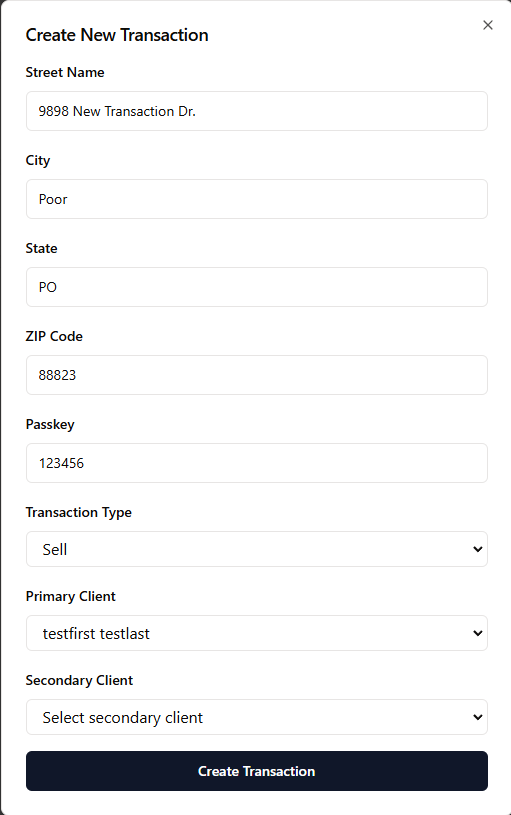 Create New Transaction
Street Name
9898 New Transaction Dr.
City
Poor
State
PO
ZIP Code
88823
Passkey
123456
Transaction Type
Sell
Primary Client
testfirst testlast
Secondary Client
Select secondary client
Create Transaction